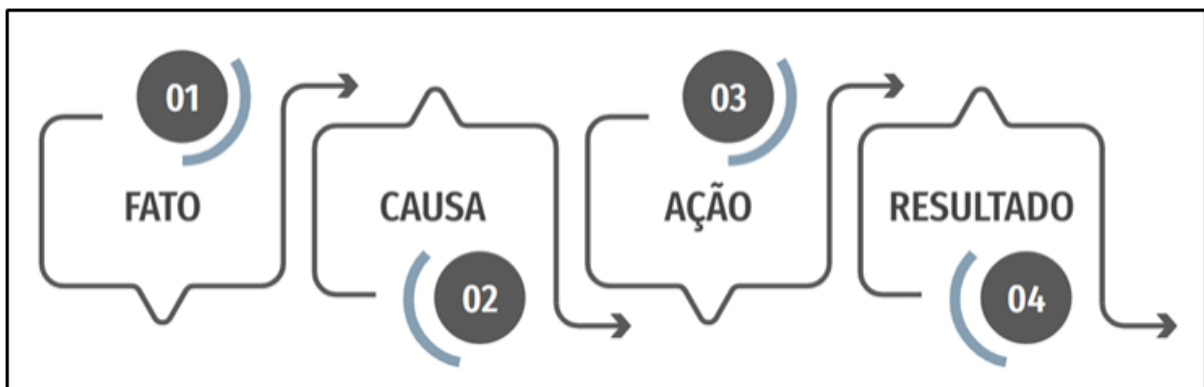 01
FATO
CAUSA
02
03
AÇÃO
RESULTADO
04